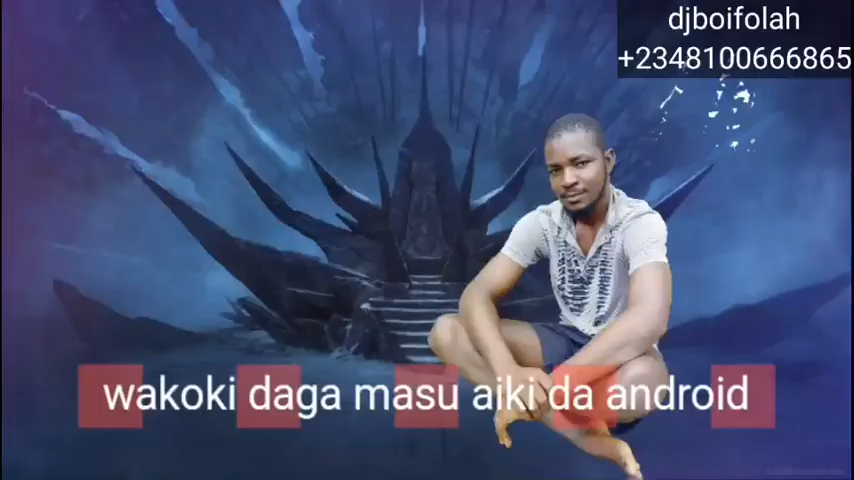 djboifolah
+2348100666865
wakoki daga masu aiki da android